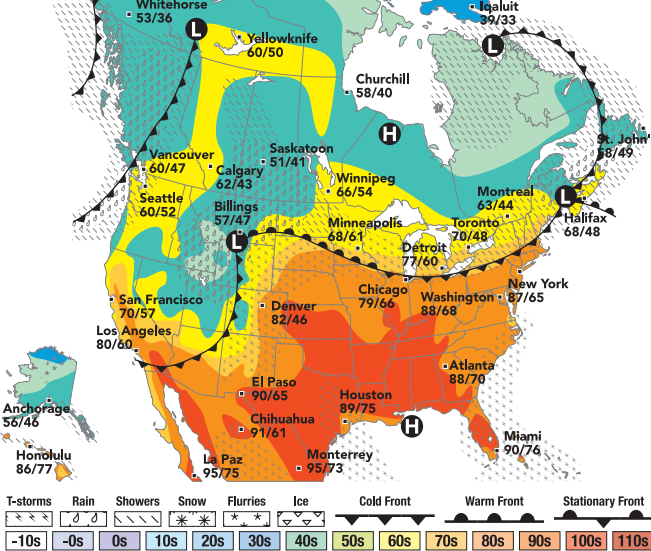 Whitehorse
53/36
L
Yellowknife
60/50
Iqaluit
39/33
L
Churchill
58/40
H
St. John'
58/49
Vancouver
60/47
Calgary
62/43
Saskatoon
51/41
Seattle
60/52
Winnipeg
66/54
Billings
57/47
L
Minneapolis
68/61
Montreal
63/44
L
Toronto
70/48
Halifax
68/48
Detroit
77/60
San Francisco
70/57
Denver
82/46
Chicago
79/66
Washington
88/68
New York
87/65
Los Angeles
80/60
Atlanta
88/70
El Paso
90/65
Houston
89/75
Anchorage
56/46
Chihuahua
91/61
H
Honolulu
86/77
La Paz
95/75
Monterrey
95/73
Miami
90/76
T-storms Rain Showers Snow Flurries Ice Cold Front Warm Front Stationary Front
-10s -0s 0s 10s 20s 30s 40s 50s 60s 70s 80s 90s 100s 110s